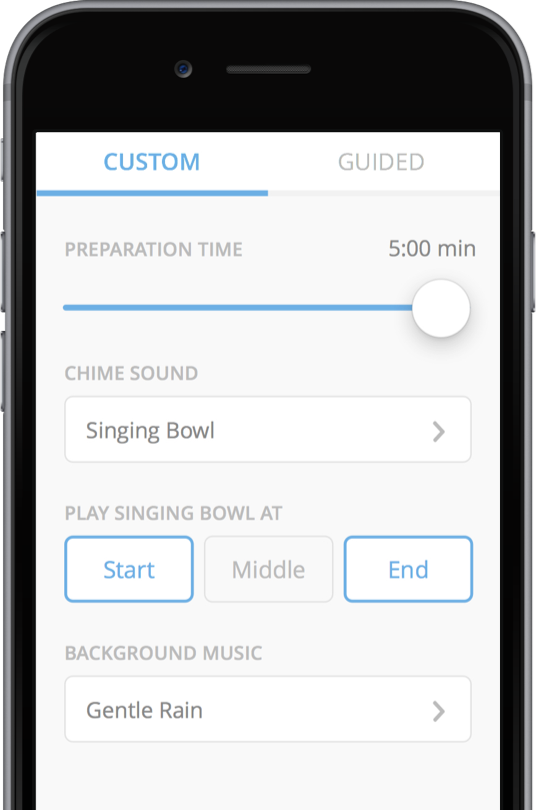 CUSTOM GUIDED
PREPARATION TIME 5:00 min
CHIME SOUND
Singing Bowl
PLAY SINGING BOWL AT
Start Middle End
BACKGROUND MUSIC
Gentle Rain